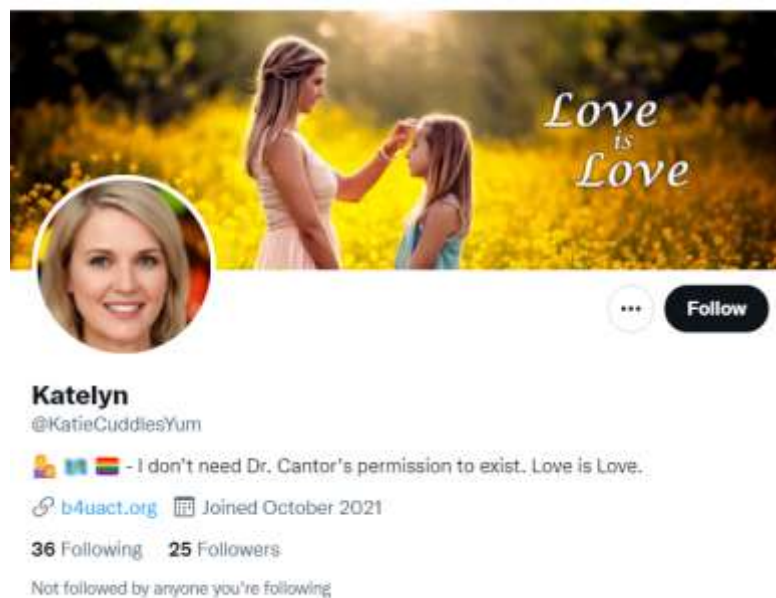 Love
is
Love
Follow
Katelyn
@KatieCuddlesYum
- I don't need Dr. Cantor's permission to exist. Love is Love.
b4uact.org Joined October 2021
36 Following 25 Followers
Not followed by anyone you're following